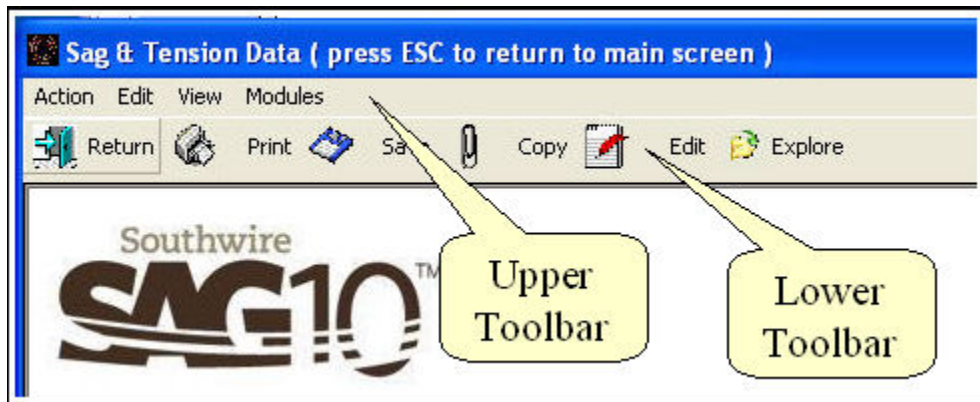 Sag & Tension Data ( press ESC to return to main screen )
Action Edit View Modules
Return Print Copy Edit Explore
Southwire
SAG10™
Upper
Toolbar
Lower
Toolbar